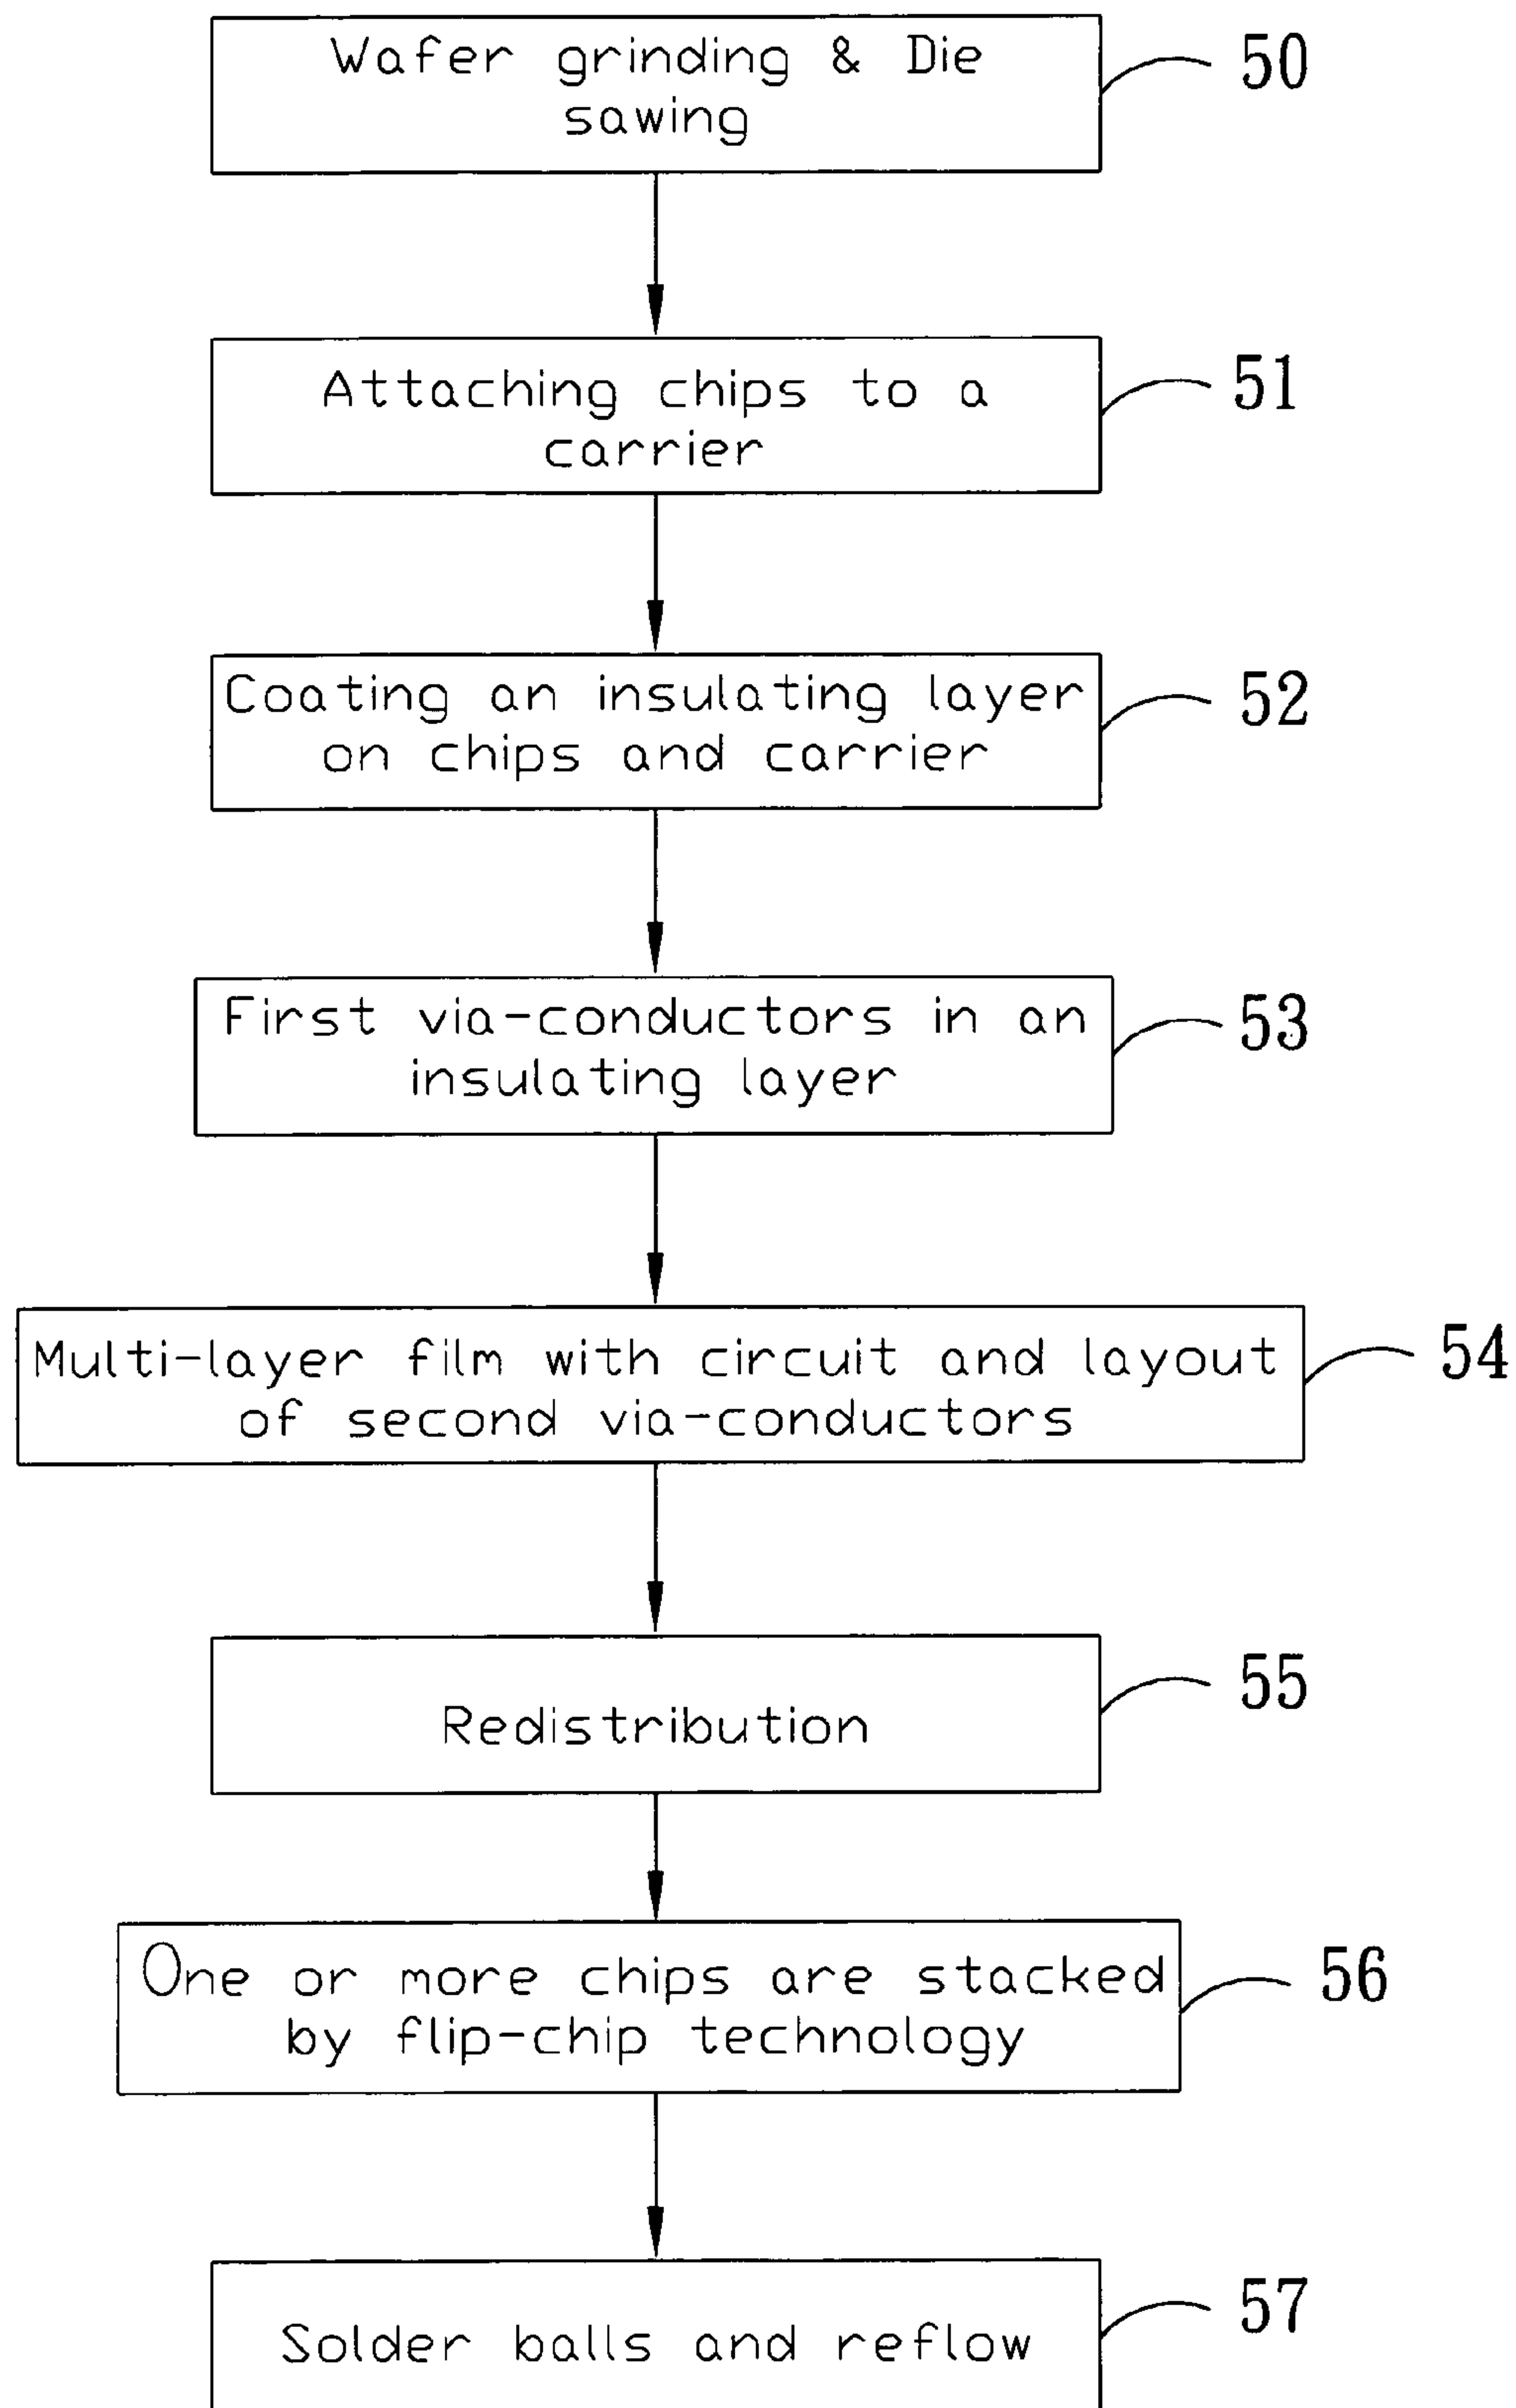 Wafer grinding & Die
sawing
50
Attaching chips to a
carrier
51
Coating an insulating layer
on chips and carrier
52
First via-conductors in an
insulating layer
53
Multi-layer film with circuit and layout
of second via-conductors
54
Redistribution
55
One or more chips are stacked
by flip-chip technology
56
Solder balls and reflow
57